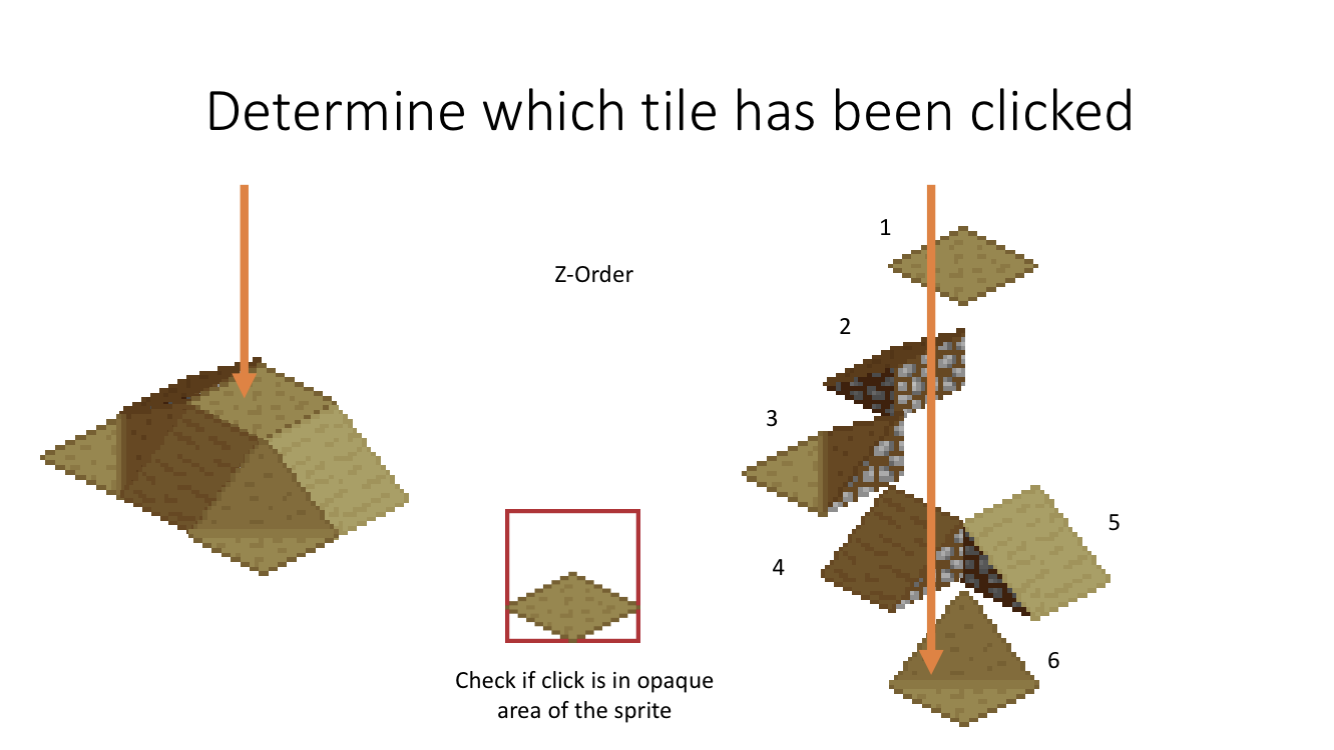 Determine which tile has been clicked
1
Z-Order
2
3
5
4
6
Check if click is in opaque
area of the sprite